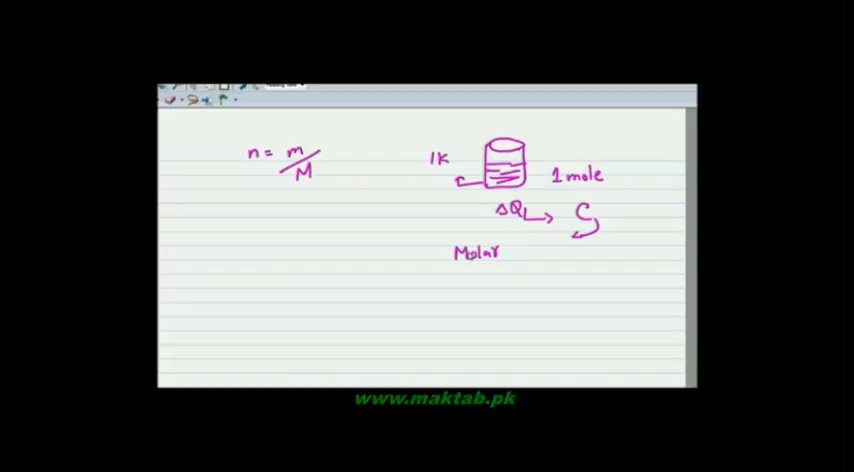 n = m/M
1K
1 mole
ΔQ
C
Molar
www.maktab.pk